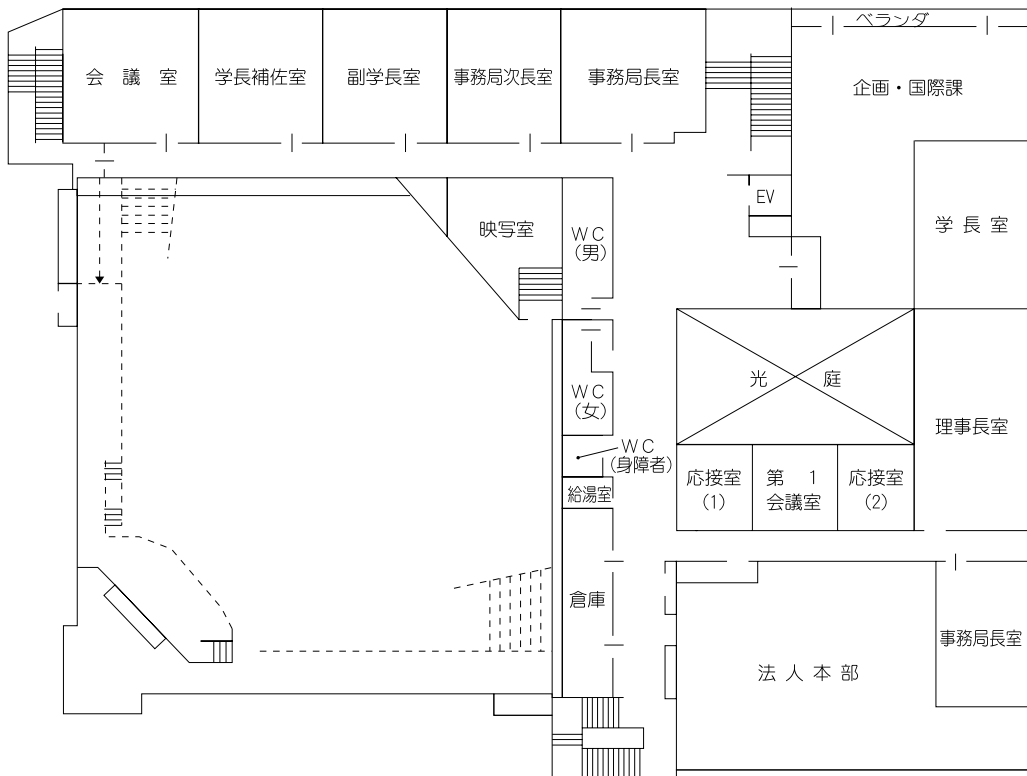 ベランダ
会 議 室
学長補佐室
副学長室
事務局次長室
事務局長室
企画・国際課
EV
学 長 室
映写室
WC
(男)
光 庭
WC
(女)
理事長室
WC
(身障者)
応接室
(1)
第 1
会議室
応接室
(2)
給湯室
倉庫
事務局長室
法 人 本 部